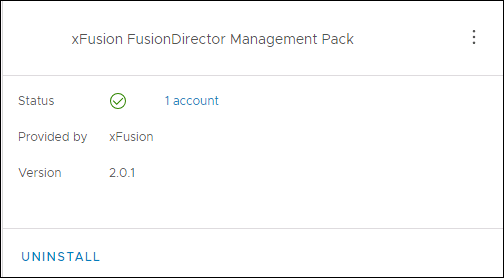 xFusion FusionDirector Management Pack
Status 1 account
Provided by xFusion
Version 2.0.1
UNINSTALL